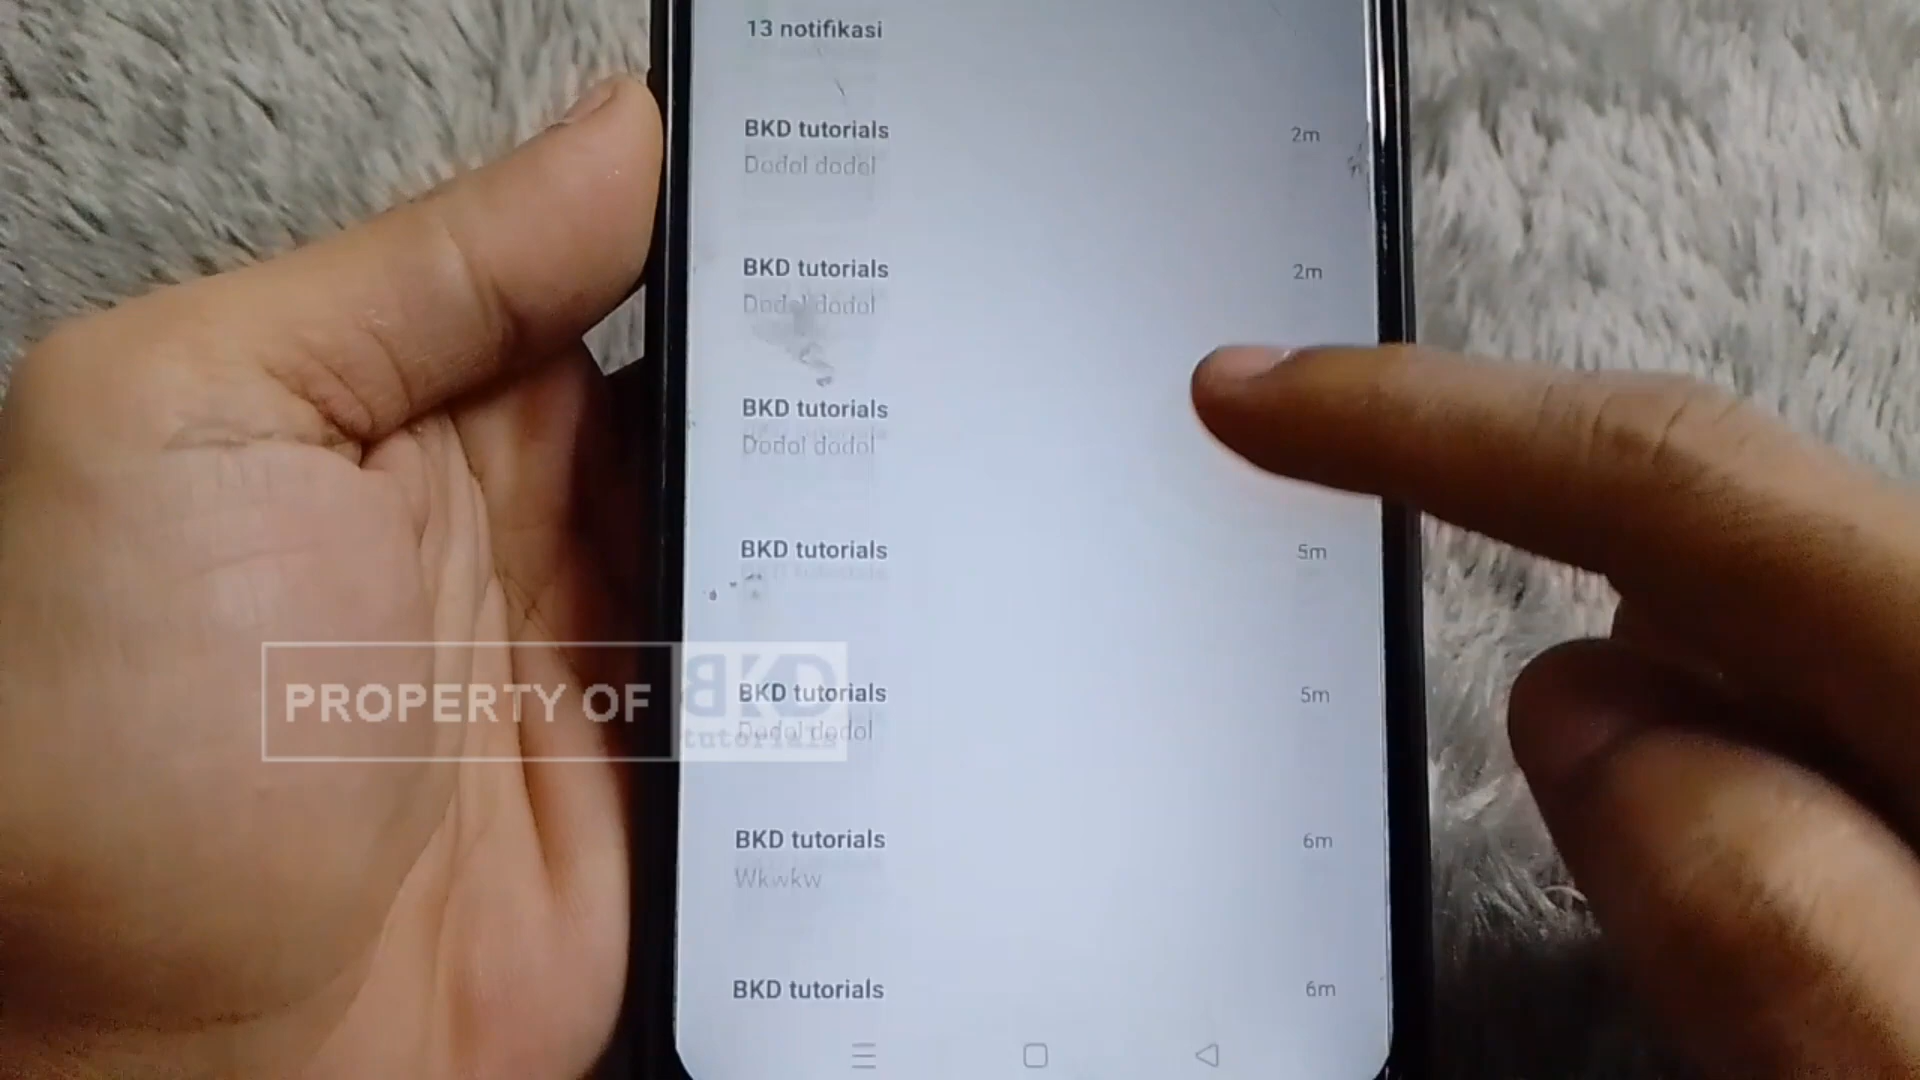 13 notifikasi
BKD tutorials 2m
Dodol dodol
BKD tutorials 2m
Dodol dodol
BKD tutorials
Dodol dodol
BKD tutorials 5m
BKD tutorials 5m
Dodol dodol
PROPERTY OF BKD
tutorials
BKD tutorials 6m
Wkwkw
BKD tutorials 6m